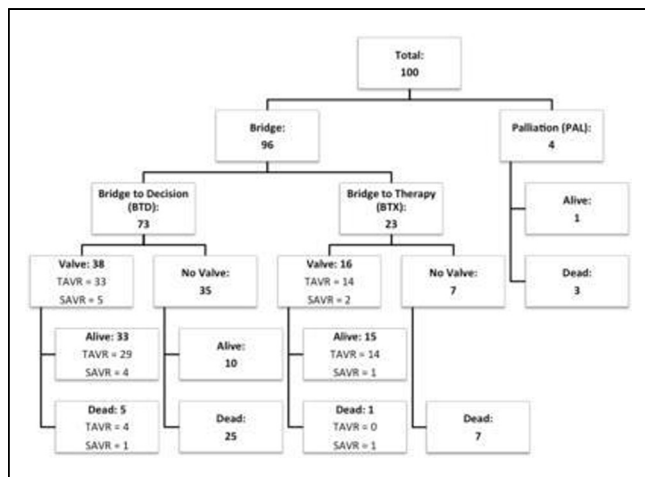 Total:
100
Bridge:
96
Palliation (PAL):
4
Bridge to Decision
(BTD):
73
Bridge to Therapy
(BTX):
23
Alive:
1
Valve: 38
TAVR = 33
SAVR = 5
No Valve:
35
Valve: 16
TAVR = 14
SAVR = 2
No Valve:
7
Dead:
3
Alive: 33
TAVR = 29
SAVR = 4
Alive:
10
Alive: 15
TAVR = 14
SAVR = 1
Dead: 5
TAVR = 4
SAVR = 1
Dead:
25
Dead: 1
TAVR = 0
SAVR = 1
Dead:
7